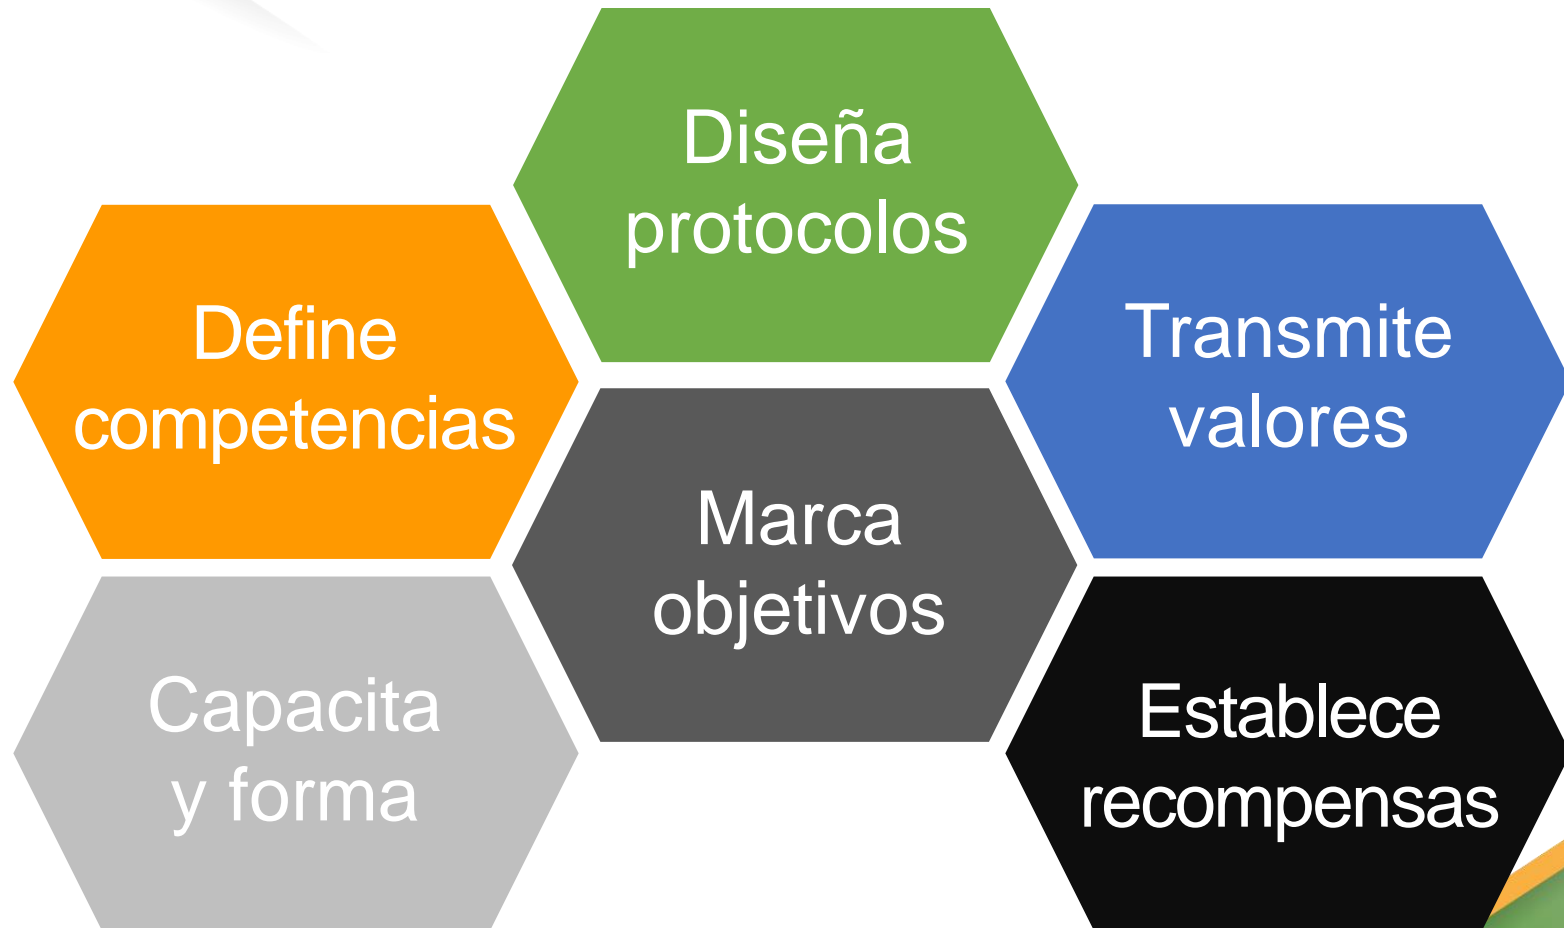 Diseña
protocolos
Define
competencias
Transmite
valores
Marca
objetivos
Capacita
y forma
Establece
recompensas